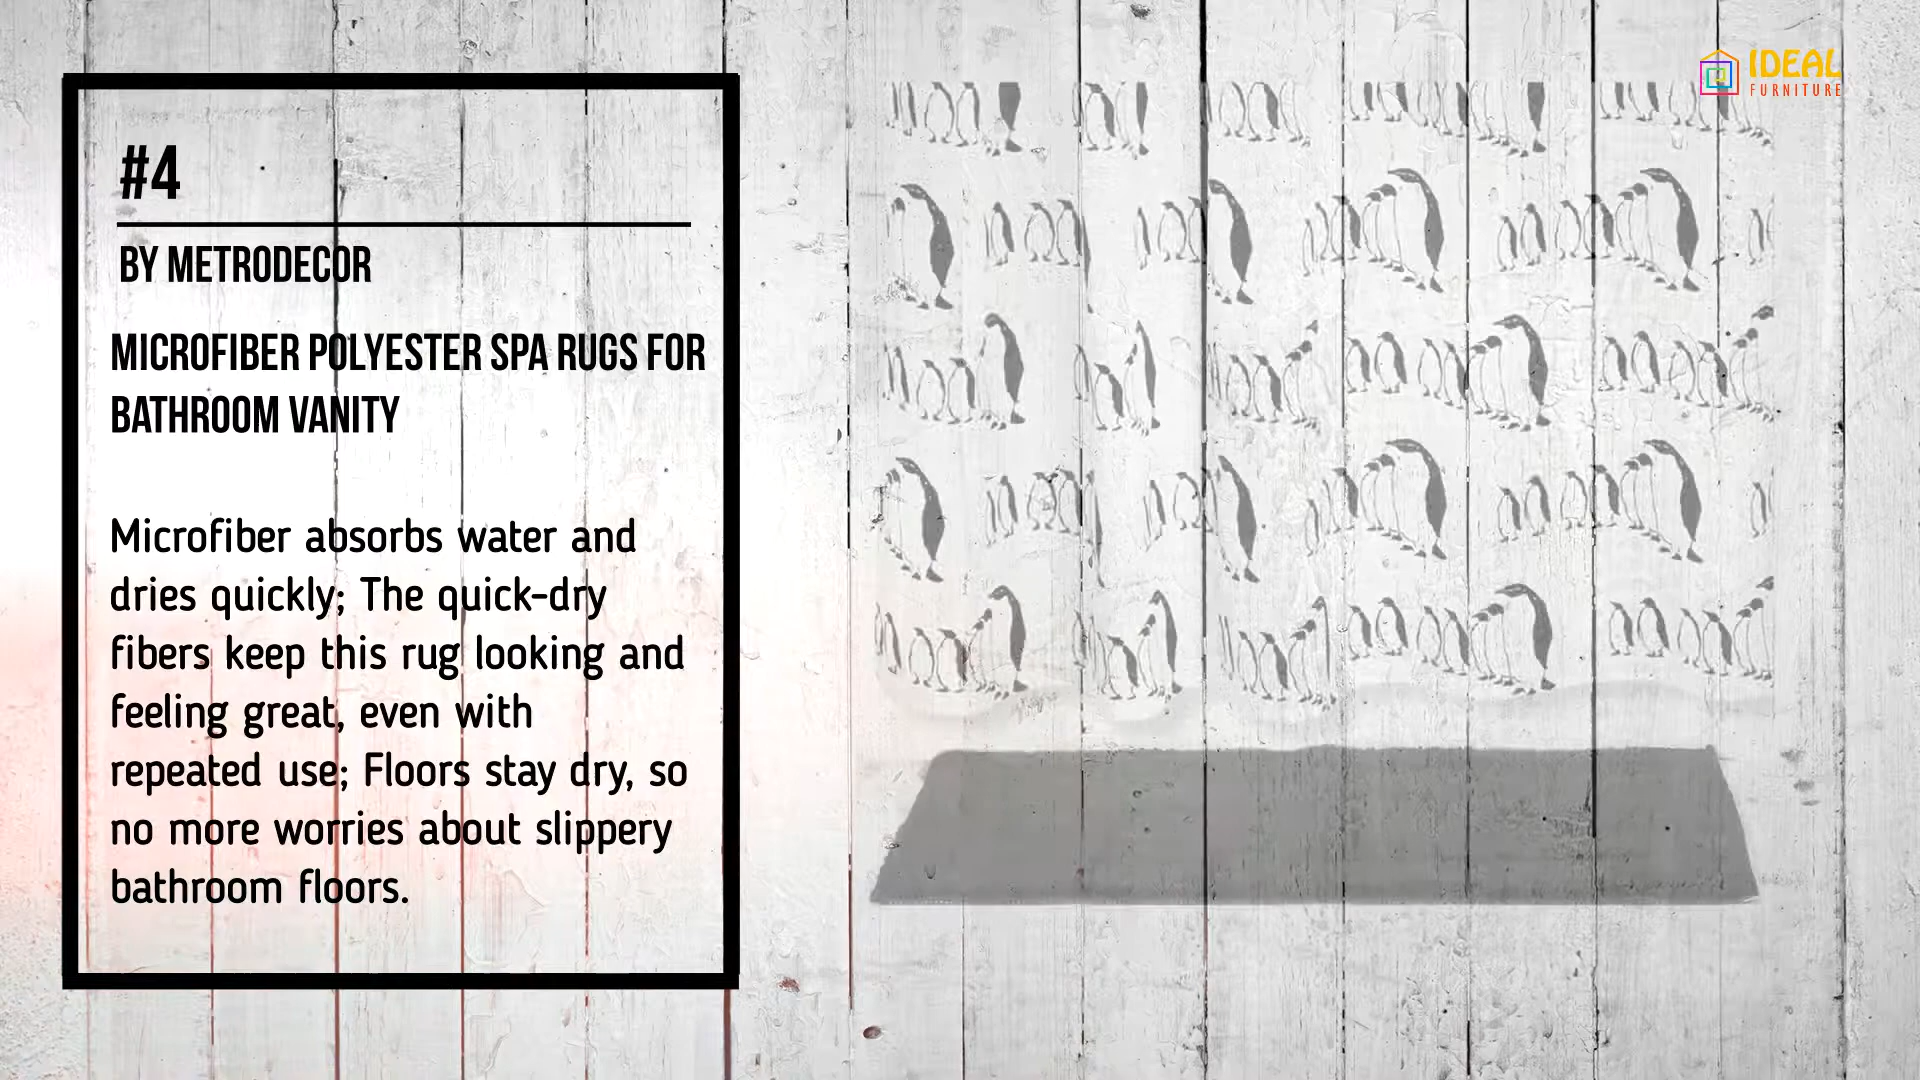 IDEAL
FURNITURE
#4
BY METRODECOR
MICROFIBER POLYESTER SPA RUGS FOR
BATHROOM VANITY
Microfiber absorbs water and
dries quickly; The quick-dry
fibers keep this rug looking and
feeling great, even with
repeated use; Floors stay dry, so
no more worries about slippery
bathroom floors.